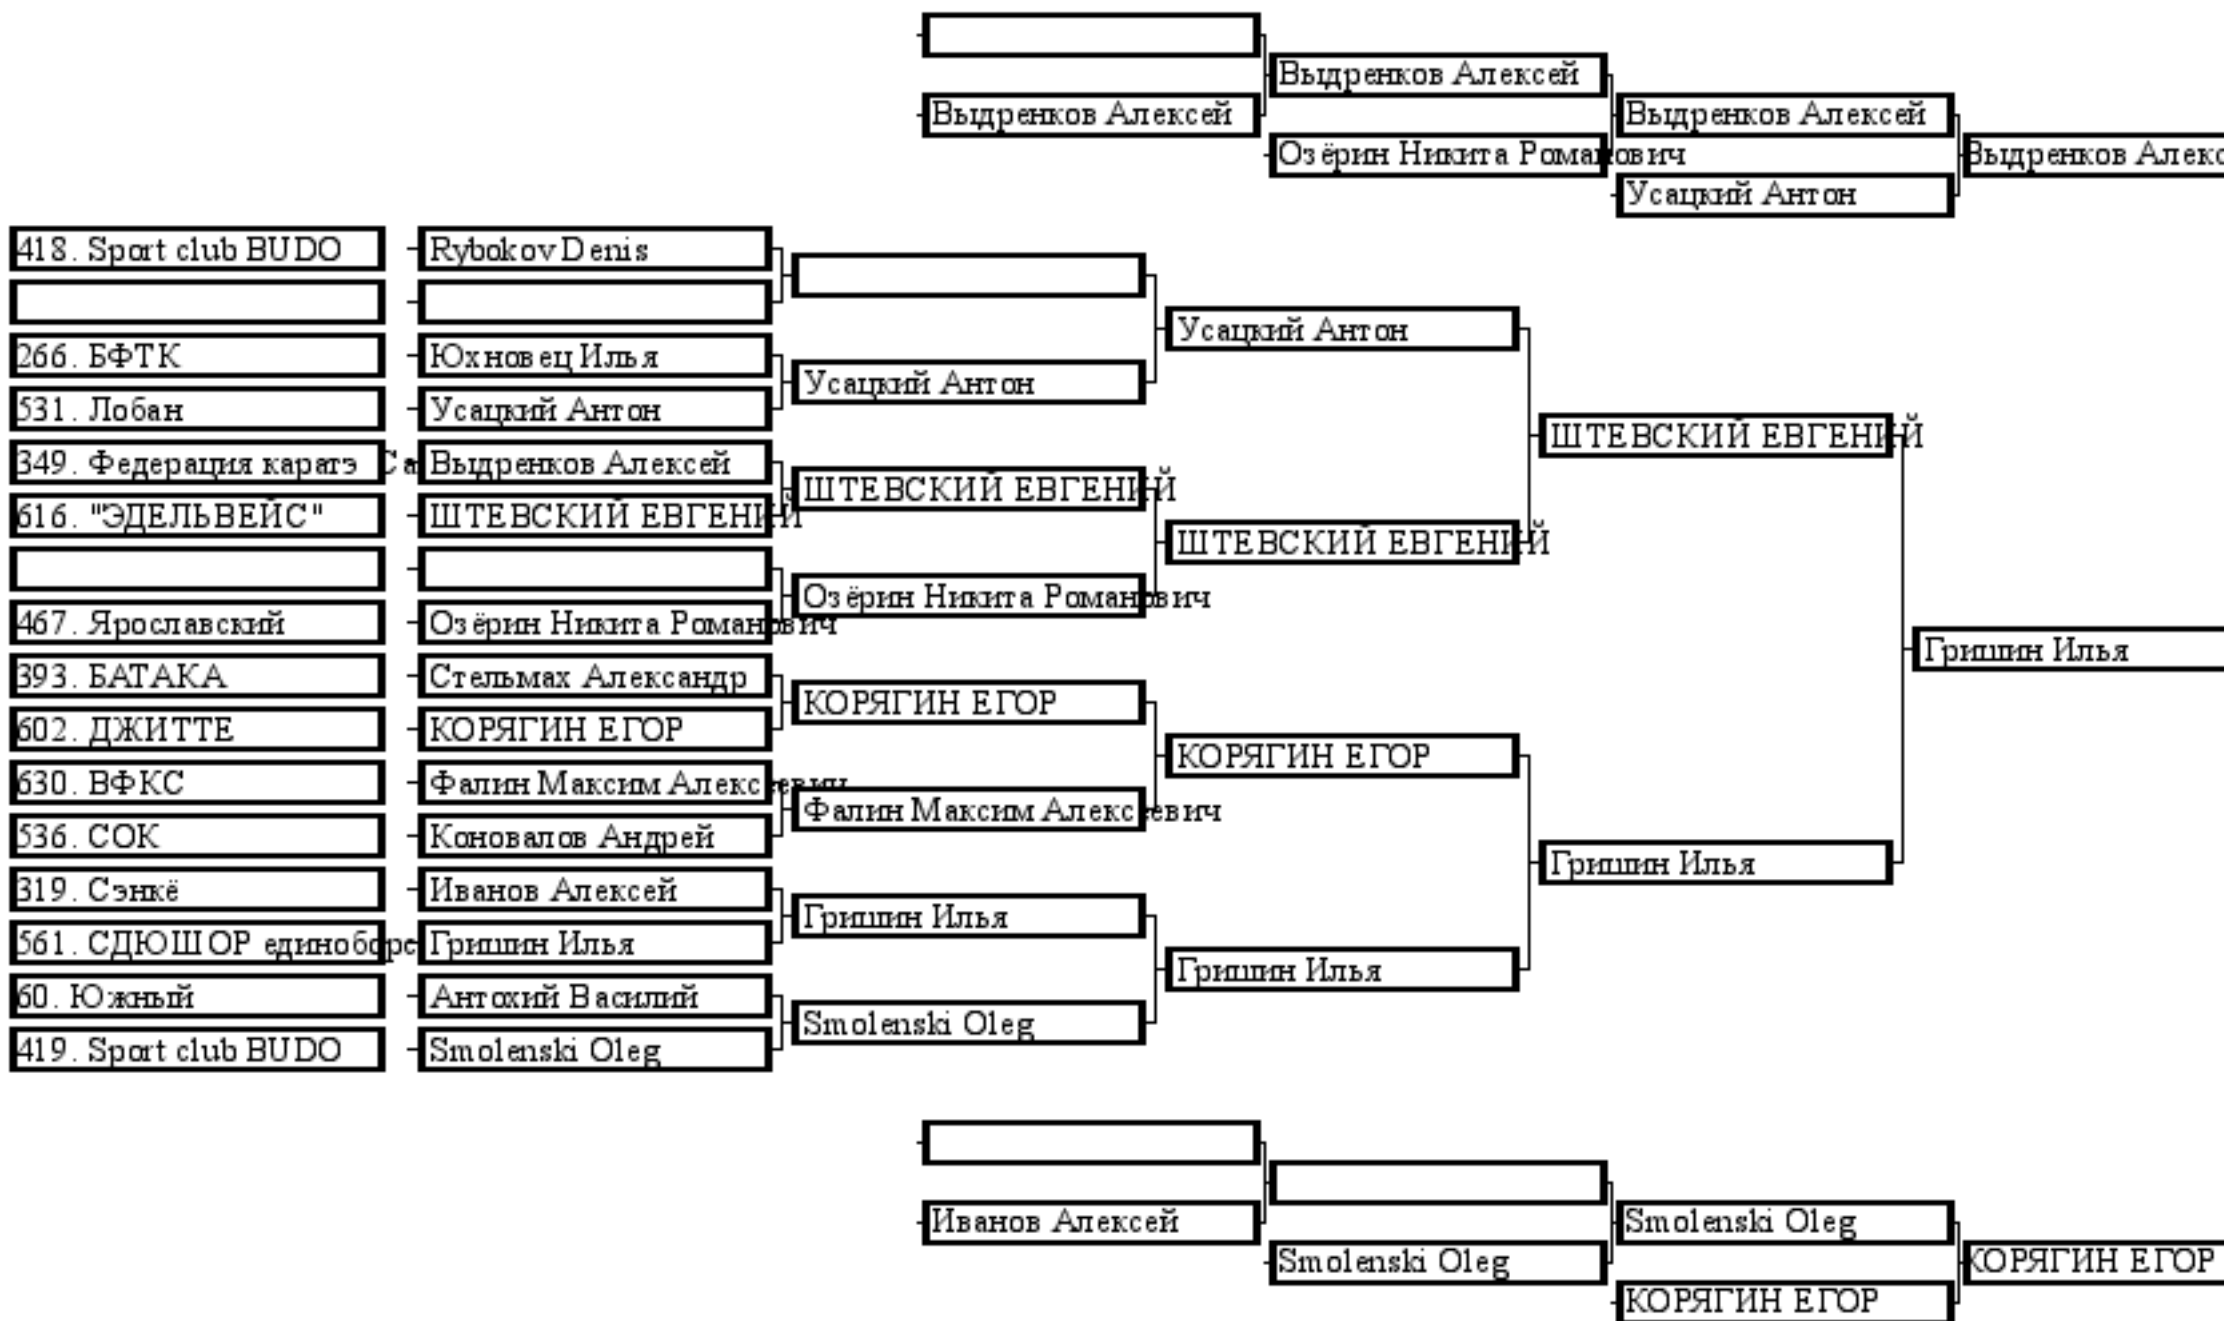 Выдренков Алексей
Выдренков Алексей
Выдренков Алексей
Озёрин Никита Романович
Выдренков Алекс
Усацкий Антон
418. Sport club BUDO Rybokov Denis
Усацкий Антон
266. БФТК Юхновец Илья
Усацкий Антон
531. Лобан Усацкий Антон
ШТЕВСКИЙ ЕВГЕНИЙ
349. Федерация каратэ Са Выдренков Алексей
ШТЕВСКИЙ ЕВГЕНИЙ
616. "ЭДЕЛЬВЕЙС" ШТЕВСКИЙ ЕВГЕНИЙ
ШТЕВСКИЙ ЕВГЕНИЙ
Озёрин Никита Романович
467. Ярославский Озёрин Никита Романович
Гришин Илья
393. БАТАКА Стельмах Александр
КОРЯГИН ЕГОР
602. ДЖИТТЕ КОРЯГИН ЕГОР
КОРЯГИН ЕГОР
630. ВФКС Фалин Максим Алексеевич
Фалин Максим Алексеевич
536. СОК Коновалов Андрей
Гришин Илья
319. Сэнкё Иванов Алексей
Гришин Илья
561. СДЮШОР единоборс Гришин Илья
Гришин Илья
60. Южный Антохий Василий
Smolenski Oleg
419. Sport club BUDO Smolenski Oleg
Иванов Алексей
Smolenski Oleg
Smolenski Oleg
КОРЯГИН ЕГОР
КОРЯГИН ЕГОР